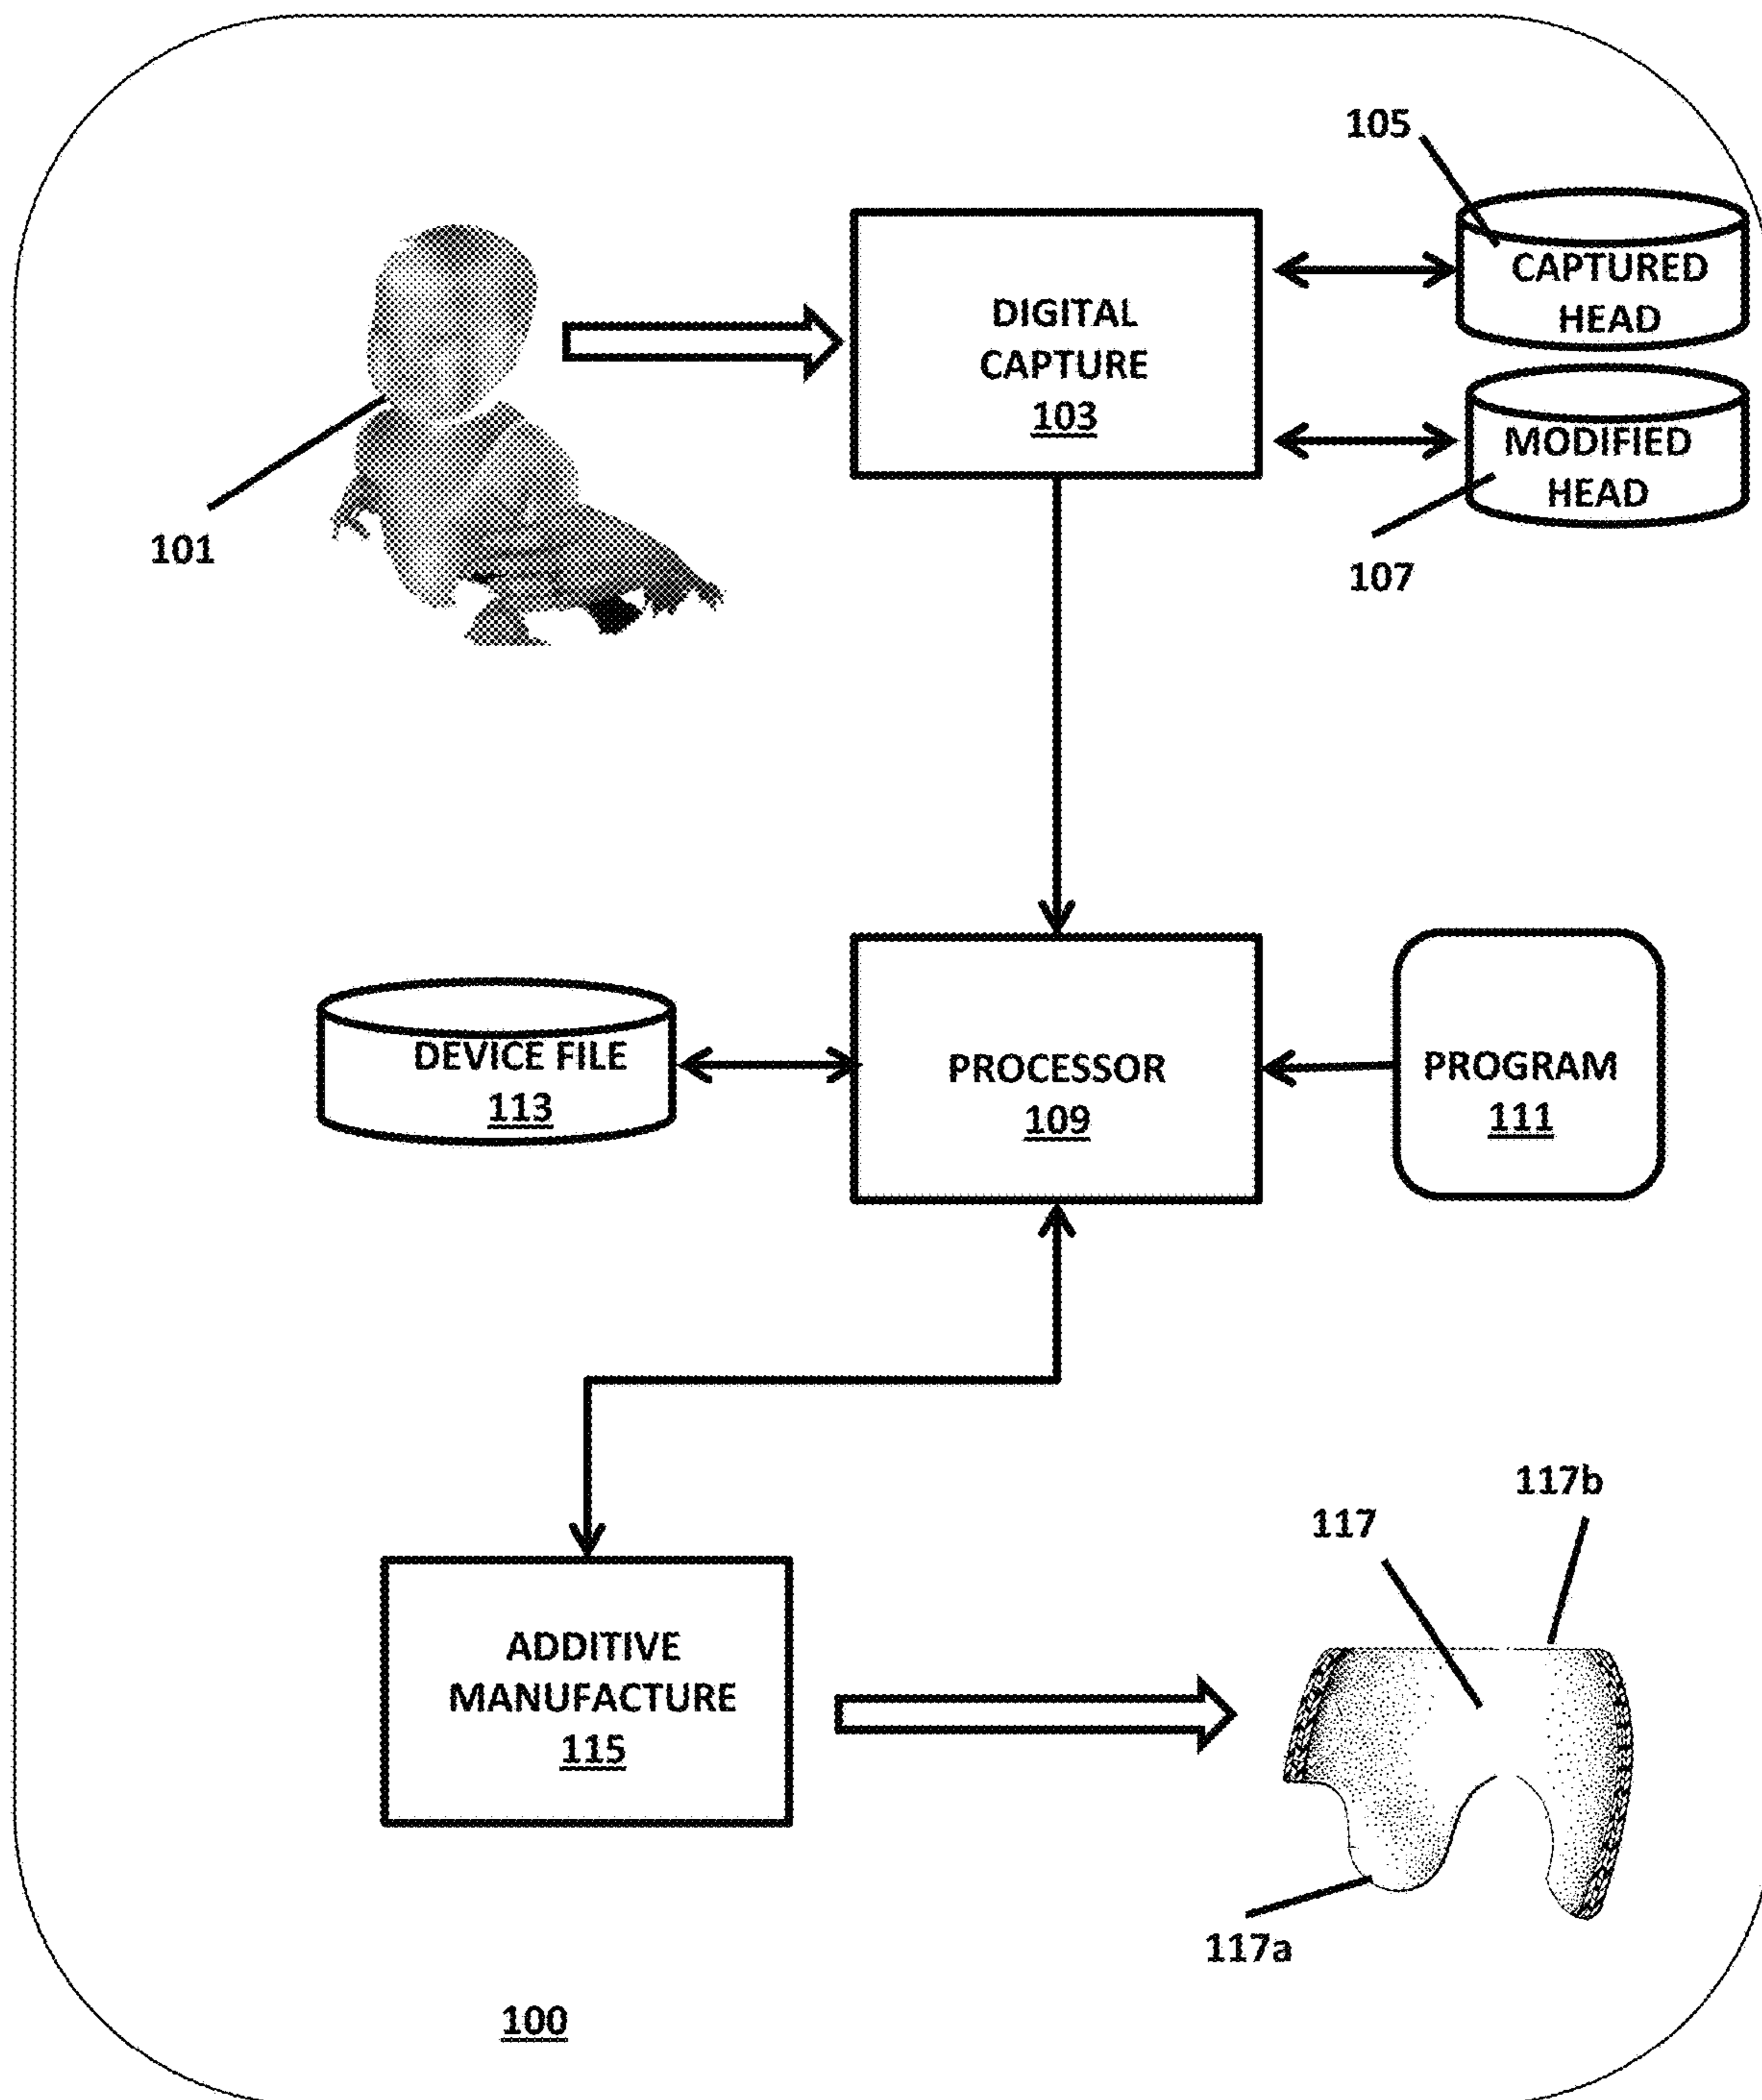 105
DIGITAL
CAPTURE
103
CAPTURED
HEAD
MODIFIED
HEAD
101
107
DEVICE FILE
113
PROCESSOR
109
PROGRAM
111
117b
117
ADDITIVE
MANUFACTURE
115
117a
100